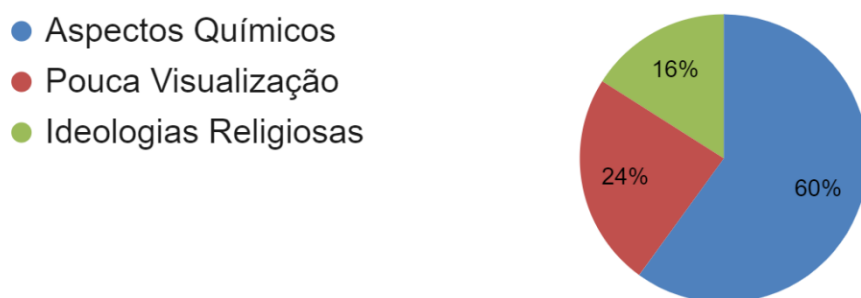 Aspectos Químicos
Pouca Visualização
Ideologias Religiosas
16%
24%
60%